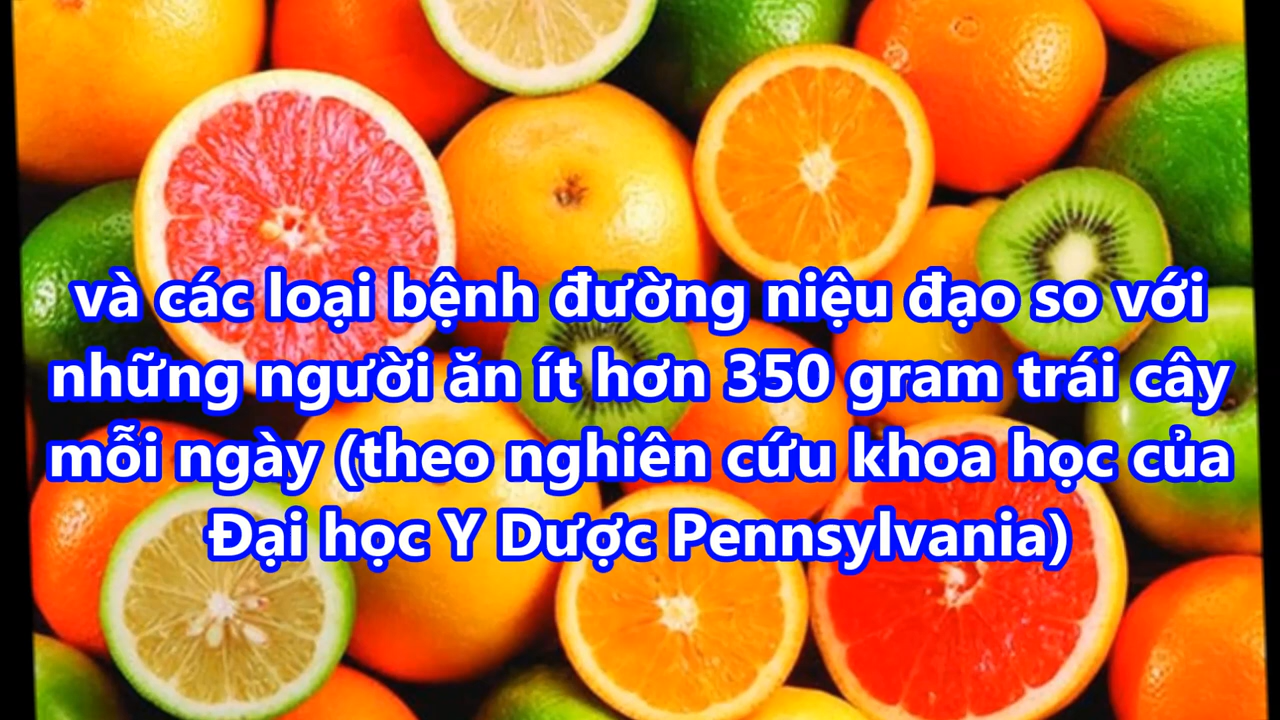 và các loại bệnh đường niệu đạo so với
những người ăn ít hơn 350 gram trái cây
mỗi ngày (theo nghiên cứu khoa học của
Đại học Y Dược Pennsylvania)